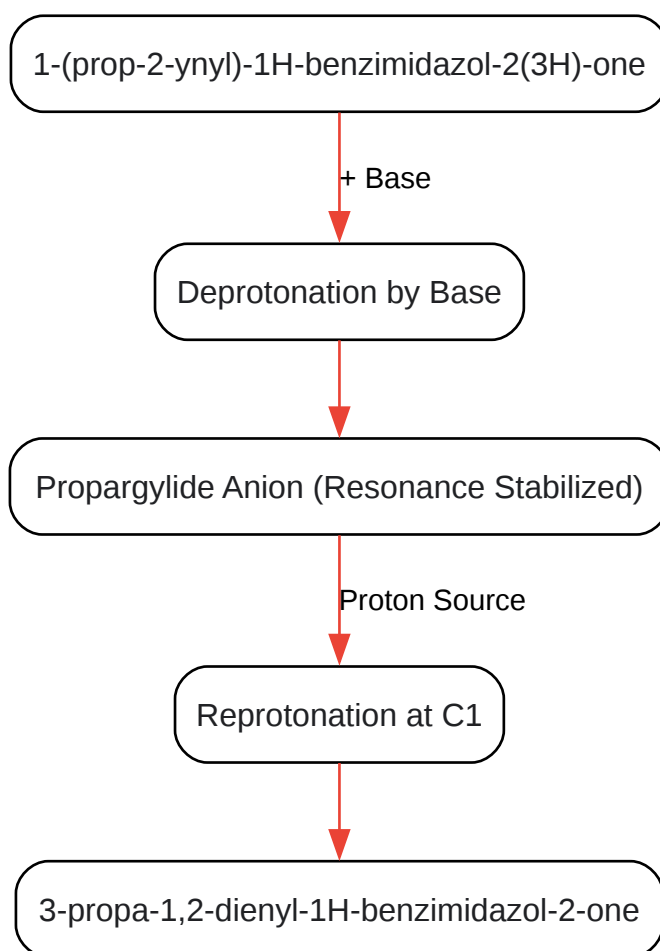 1-(prop-2-ynyl)-1H-benzimidazol-2(3H)-one
+ Base
Deprotonation by Base
Propargylide Anion (Resonance Stabilized)
Proton Source
Reprotonation at C1
3-propa-1,2-dienyl-1H-benzimidazol-2-one